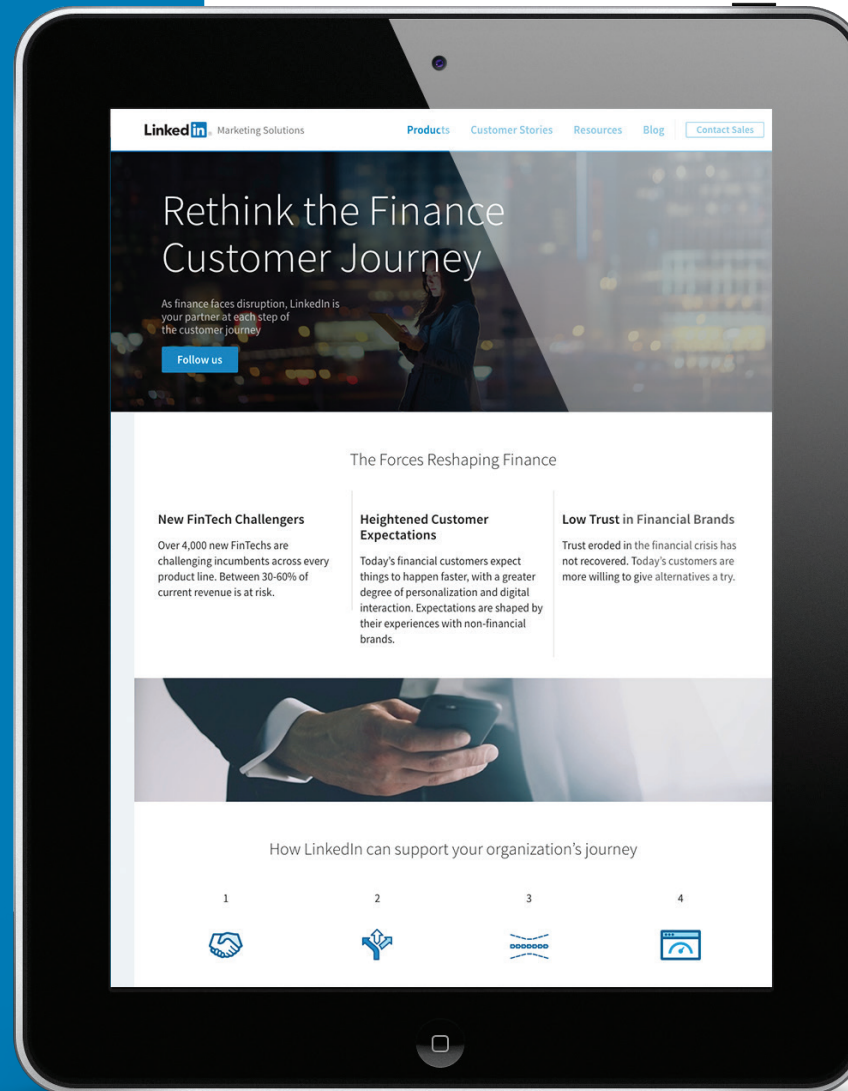 Linked in Marketing Solutions
Products Customer Stories Resources Blog Contact Sales
Rethink the Finance
Customer Journey
As finance faces disruption, LinkedIn is
your partner at each step of
the customer journey
Follow us
The Forces Reshaping Finance
New FinTech Challengers
Over 4,000 new FinTechs are
challenging incumbents across every
product line. Between 30-60% of
current revenue is at risk.
Heightened Customer
Expectations
Today's financial customers expect
things to happen faster, with a greater
degree of personalization and digital
interaction. Expectations are shaped by
their experiences with non-financial
brands.
Low Trust in Financial Brands
Trust eroded in the financial crisis has
not recovered. Today's customers are
more willing to give alternatives a try.
How LinkedIn can support your organization's journey
1 2 3 4